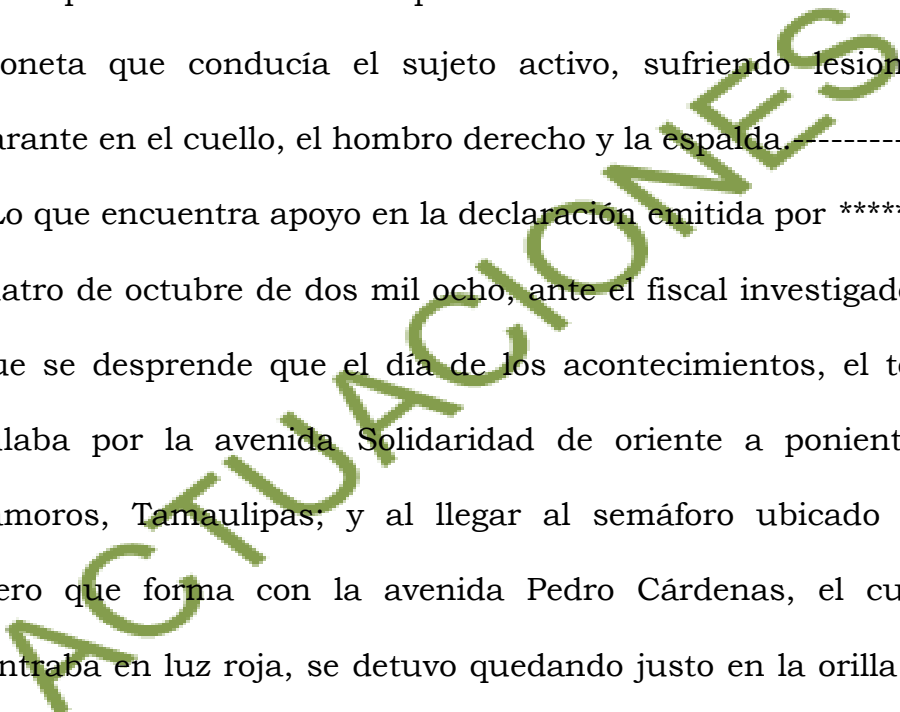 oneta que conducía el sujeto activo, sufriendo lesion
arante en el cuello, el hombro derecho y la espalda.----------
Lo que encuentra apoyo en la declaración emitida por *****
atro de octubre de dos mil ocho, ante el fiscal investigado
ue se desprende que el día de los acontecimientos, el te
ulaba por la avenida Solidaridad de oriente a ponient
amoros, Tamaulipas; y al llegar al semáforo ubicado
ero que forma con la avenida Pedro Cárdenas, el cu
ntraba en luz roja, se detuvo quedando justo en la orilla
ACTUACIONES